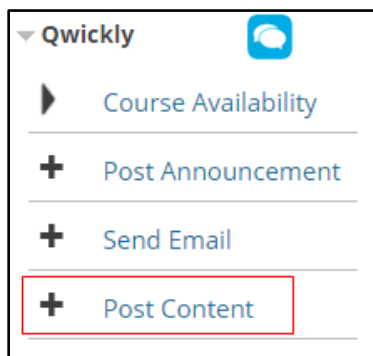 Qwickly
Course Availability
Post Announcement
Send Email
Post Content